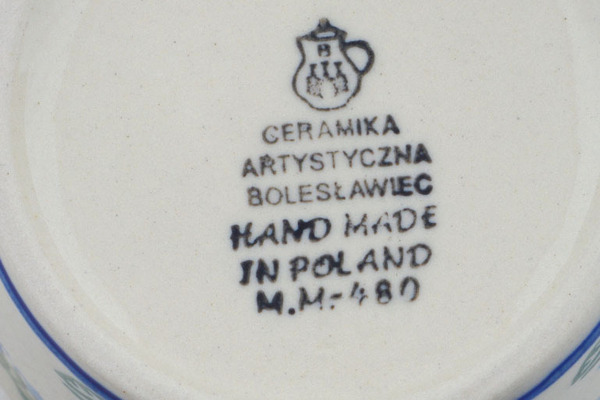 B
CERAMIKA
ARTYSTYCZNA
BOLESŁAWIEC
HAND MADE
IN POLAND
M.M-480